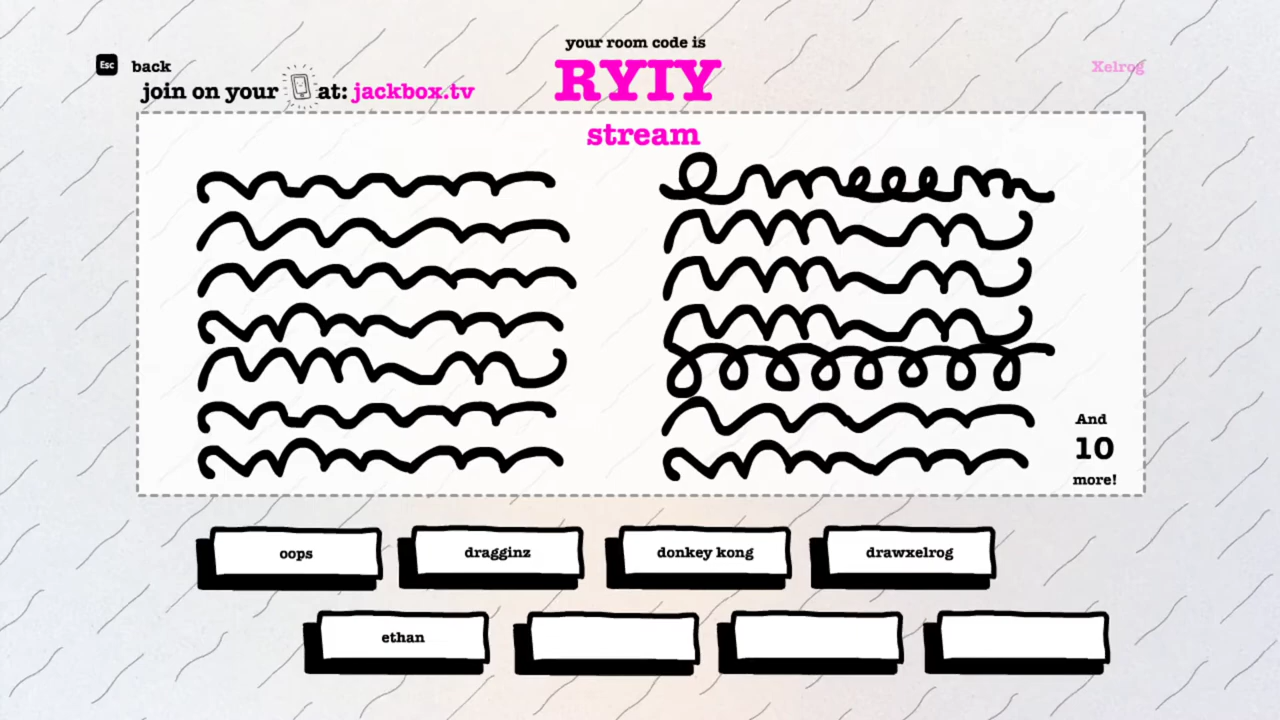 your room code is
Esc back
Xelrog
join on your at: jackbox.tv
RYIY
stream
And
10
more!
oops
dragginz
donkey kong
drawxelrog
ethan